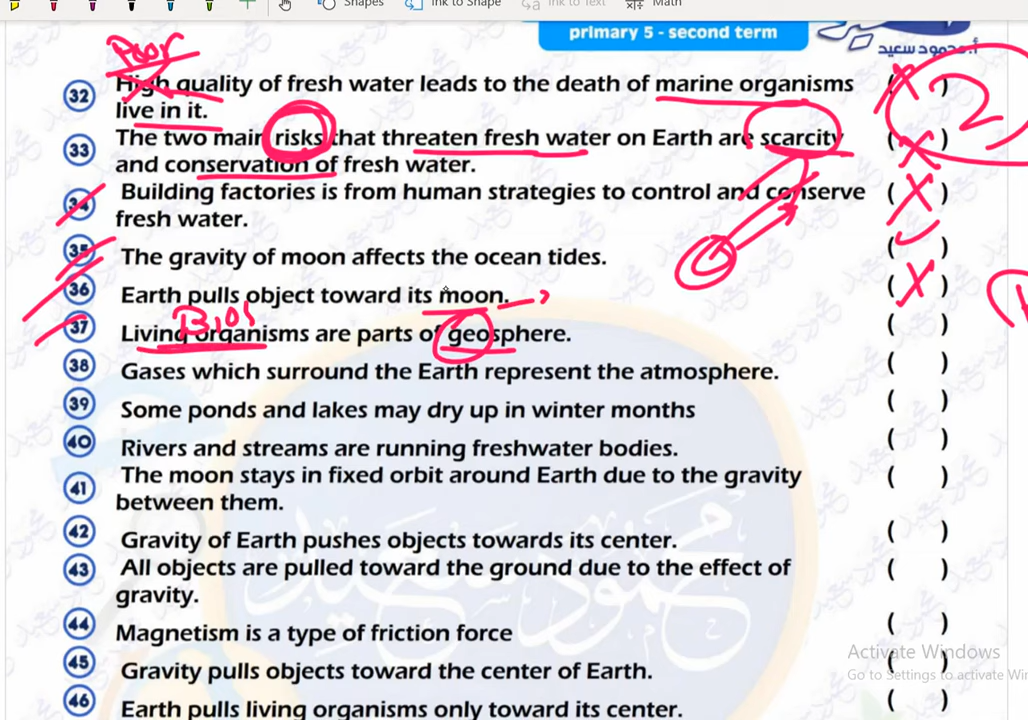 Shapes Ink to Shape Ink to Text Math
primary 5 - second term
أ.محمود سعيد
Poor
32 High quality of fresh water leads to the death of marine organisms ( X ) 2
live in it.
33 The two main risks that threaten fresh water on Earth are scarcity ( X )
and conservation of fresh water.
34 Building factories is from human strategies to control and conserve ( X )
fresh water.
35 The gravity of moon affects the ocean tides. ( ✓ )
36 Earth pulls object toward its moon. ( X )
Bios
37 Living organisms are parts of geosphere. ( )
38 Gases which surround the Earth represent the atmosphere. ( )
39 Some ponds and lakes may dry up in winter months ( )
40 Rivers and streams are running freshwater bodies. ( )
41 The moon stays in fixed orbit around Earth due to the gravity ( )
between them.
42 Gravity of Earth pushes objects towards its center. ( )
43 All objects are pulled toward the ground due to the effect of ( )
gravity.
44 Magnetism is a type of friction force ( )
Activate Windows
45 Gravity pulls objects toward the center of Earth. ( )
Go to Settings to activate Win
46 Earth pulls living organisms only toward its center. ( )
محمود سعيد